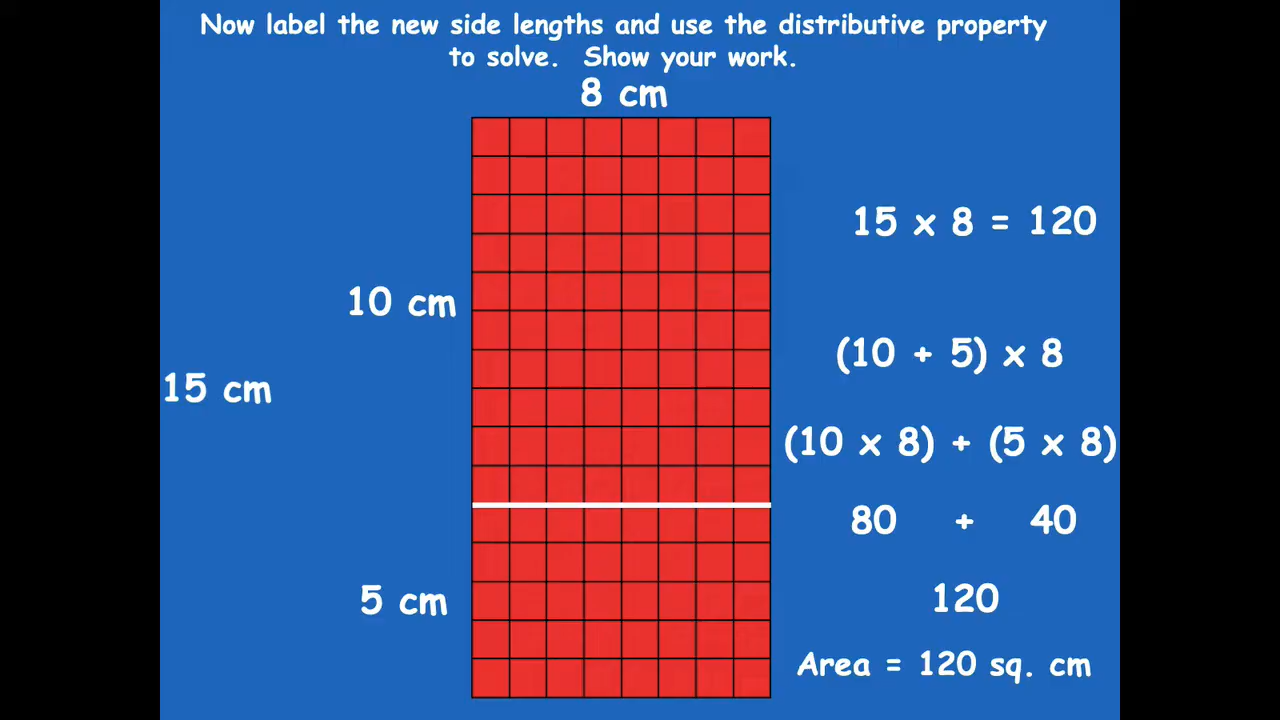 Now label the new side lengths and use the distributive property
to solve. Show your work.
8 cm
15 x 8 = 120
10 cm
(10 + 5) x 8
15 cm
(10 x 8) + (5 x 8)
80 + 40
5 cm
120
Area = 120 sq. cm